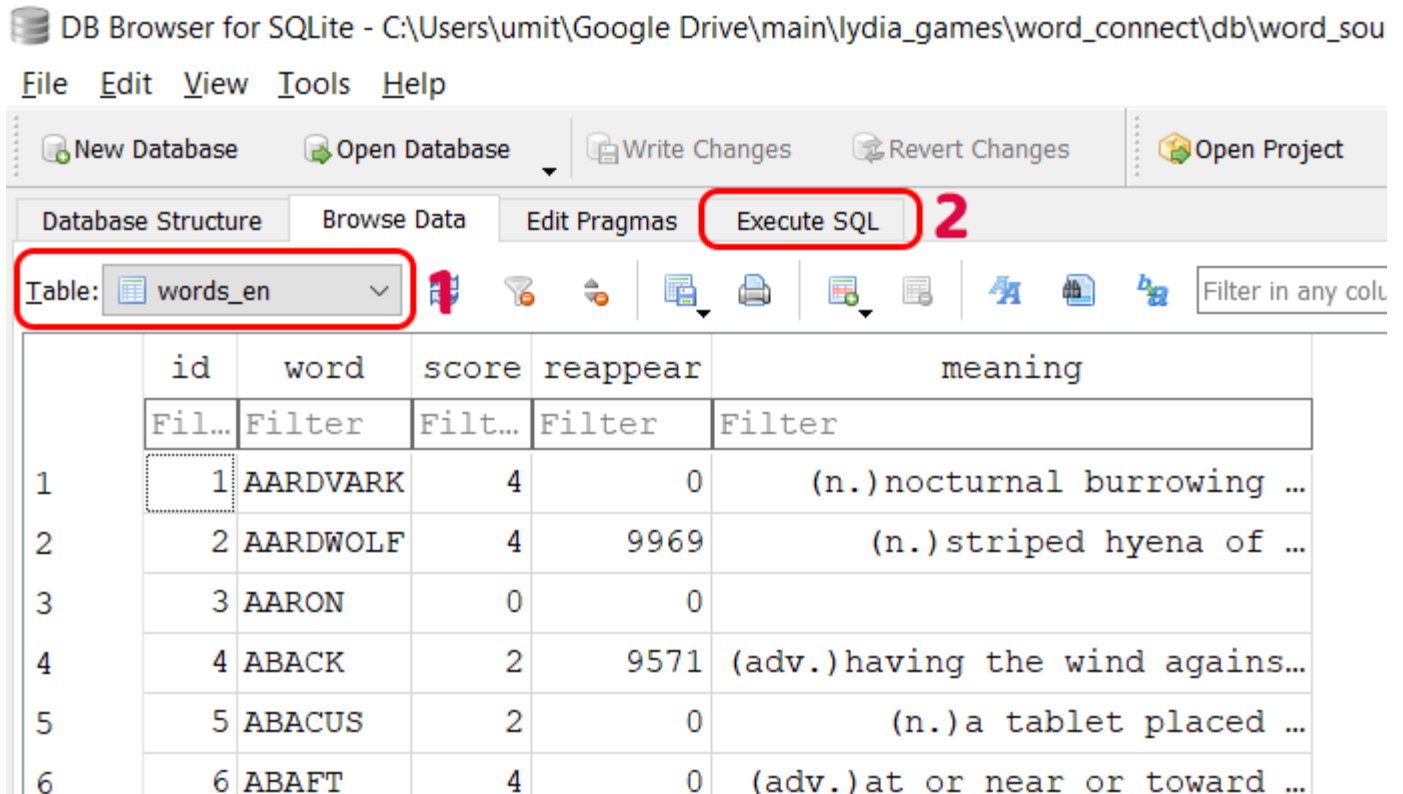 DB Browser for SQLite - C:\Users\umit\Google Drive\main\lydia_games\word_connect\db\word_sou
File Edit View Tools Help
New Database Open Database Write Changes Revert Changes Open Project
Database Structure Browse Data Edit Pragmas Execute SQL 2
Table: words_en 1 Filter in any colu
id word score reappear meaning
Fil… Filter Filt… Filter Filter
1 1 AARDVARK 4 0 (n.)nocturnal burrowing …
2 2 AARDWOLF 4 9969 (n.)striped hyena of …
3 3 AARON 0 0
4 4 ABACK 2 9571 (adv.)having the wind agains…
5 5 ABACUS 2 0 (n.)a tablet placed …
6 6 ABAFT 4 0 (adv.)at or near or toward …